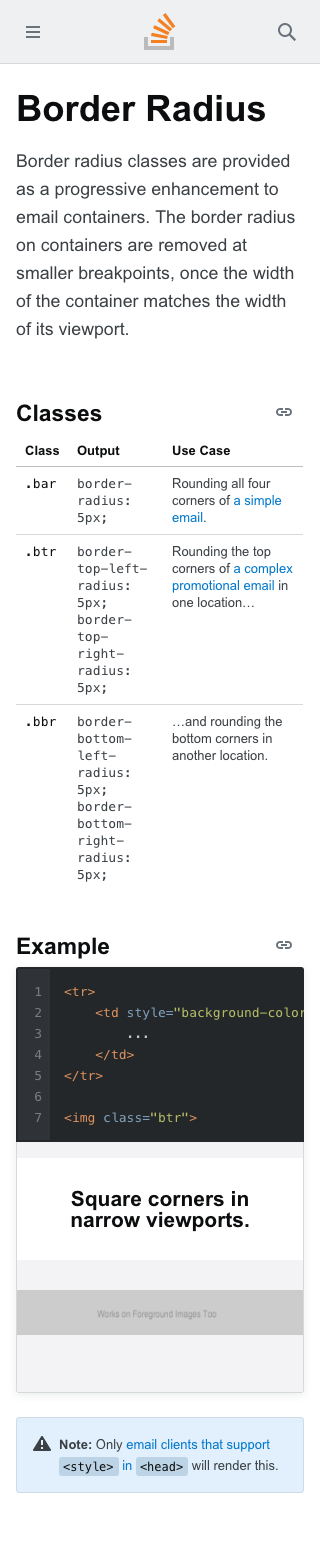 Border Radius
Border radius classes are provided
as a progressive enhancement to
email containers. The border radius
on containers are removed at
smaller breakpoints, once the width
of the container matches the width
of its viewport.
Classes
Class Output Use Case
.bar border-radius: 5px; Rounding all four corners of a simple email.
.btr border-top-left-radius: 5px; border-top-right-radius: 5px; Rounding the top corners of a complex promotional email in one location…
.bbr border-bottom-left-radius: 5px; border-bottom-right-radius: 5px; …and rounding the bottom corners in another location.
Example
1 <tr>
2 <td style="background-color
3 ...
4 </td>
5 </tr>
6
7 <img class="btr">
Square corners in
narrow viewports.
Works on Foreground Images Too
Note: Only email clients that support
<style> in <head> will render this.